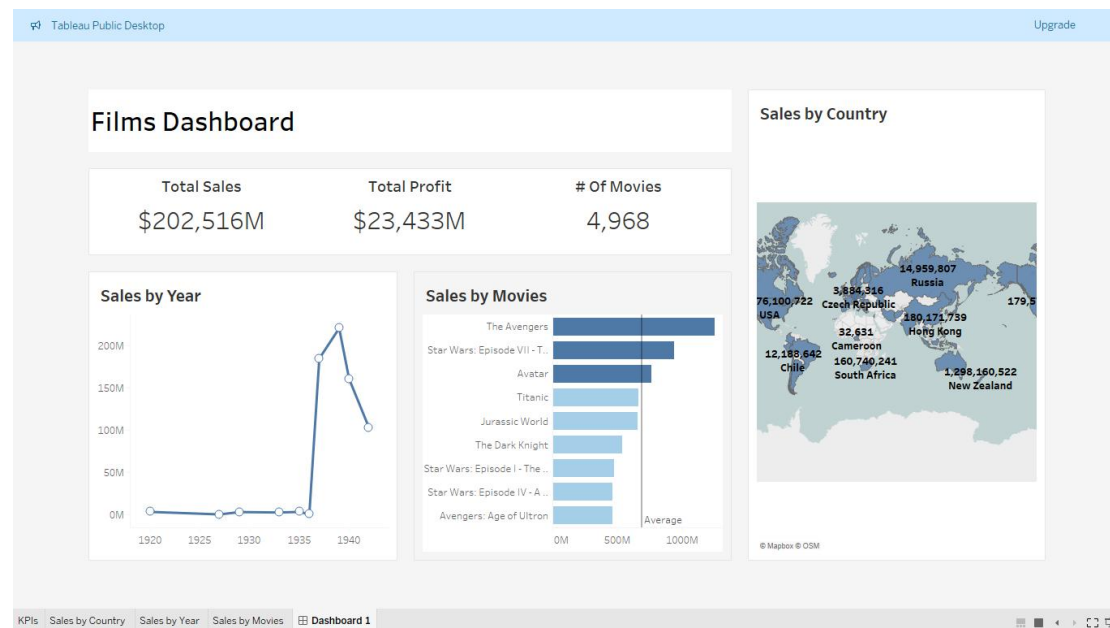 Tableau Public Desktop
Upgrade
Films Dashboard
Total Sales
$202,516M
Total Profit
$23,433M
# Of Movies
4,968
Sales by Year
200M
150M
100M
50M
0M
1920 1925 1930 1935 1940
Sales by Movies
The Avengers
Star Wars: Episode VII - T..
Avatar
Titanic
Jurassic World
The Dark Knight
Star Wars: Episode I - The ..
Star Wars: Episode IV - A ..
Avengers: Age of Ultron
Average
0M 500M 1000M
Sales by Country
14,959,807
Russia
3,884,316
Czech Republic
76,100,722
USA
179,5
180,171,739
Hong Kong
32,631
Cameroon
12,188,642
Chile
160,740,241
South Africa
1,298,160,522
New Zealand
© Mapbox © OSM
KPIs Sales by Country Sales by Year Sales by Movies Dashboard 1